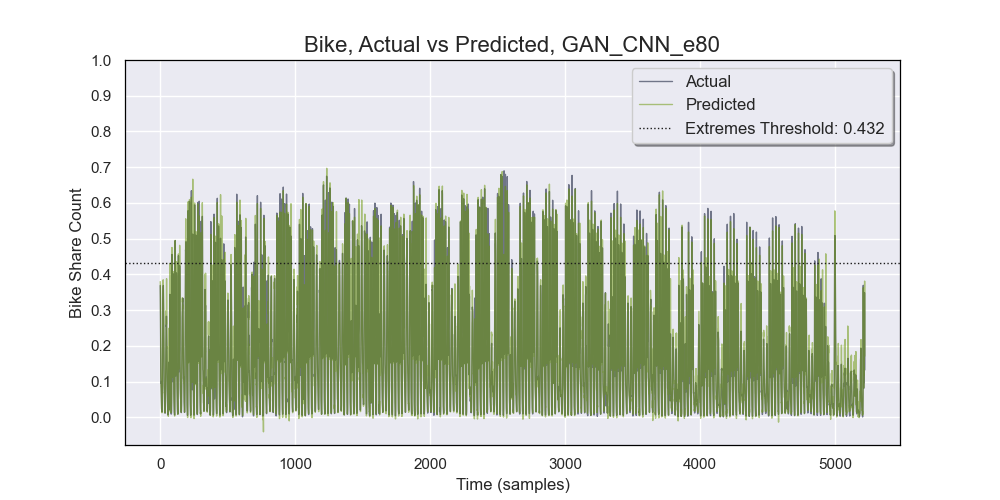 Bike, Actual vs Predicted, GAN_CNN_e80
Actual
Predicted
Extremes Threshold: 0.432
Bike Share Count
1.0
0.9
0.8
0.7
0.6
0.5
0.4
0.3
0.2
0.1
0.0
0 1000 2000 3000 4000 5000
Time (samples)